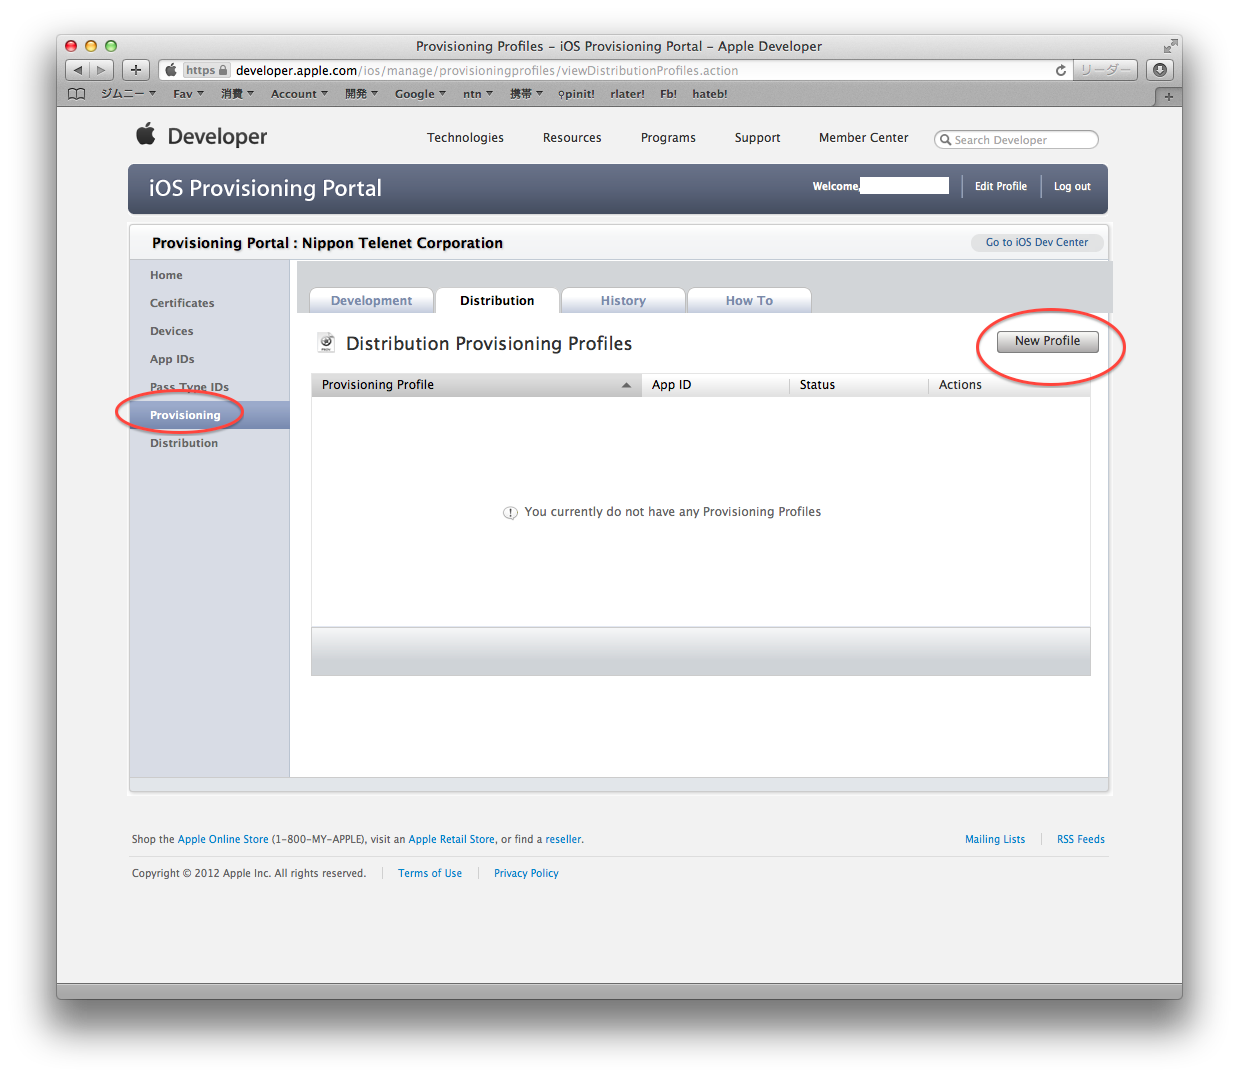 Provisioning Profiles – iOS Provisioning Portal – Apple Developer
https developer.apple.com/ios/manage/provisioningprofiles/viewDistributionProfiles.action リーダー
ジムニー Fav 消費 Account 開発 Google ntn 携帯 pinit! rlater! Fb! hateb!
Developer Technologies Resources Programs Support Member Center Search Developer
iOS Provisioning Portal Welcome, Edit Profile Log out
Provisioning Portal : Nippon Telenet Corporation Go to iOS Dev Center
Home
Certificates
Devices
App IDs
Pass Type IDs
Provisioning
Distribution
Development Distribution History How To
Distribution Provisioning Profiles New Profile
Provisioning Profile App ID Status Actions
You currently do not have any Provisioning Profiles
Shop the Apple Online Store (1-800-MY-APPLE), visit an Apple Retail Store, or find a reseller. Mailing Lists RSS Feeds
Copyright © 2012 Apple Inc. All rights reserved. Terms of Use Privacy Policy